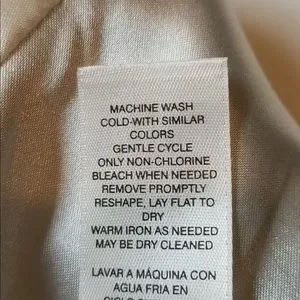 MACHINE WASH
COLD-WITH SIMILAR
COLORS
GENTLE CYCLE
ONLY NON-CHLORINE
BLEACH WHEN NEEDED
REMOVE PROMPTLY
RESHAPE, LAY FLAT TO
DRY
WARM IRON AS NEEDED
MAY BE DRY CLEANED
LAVAR A MÁQUINA CON
AGUA FRIA EN